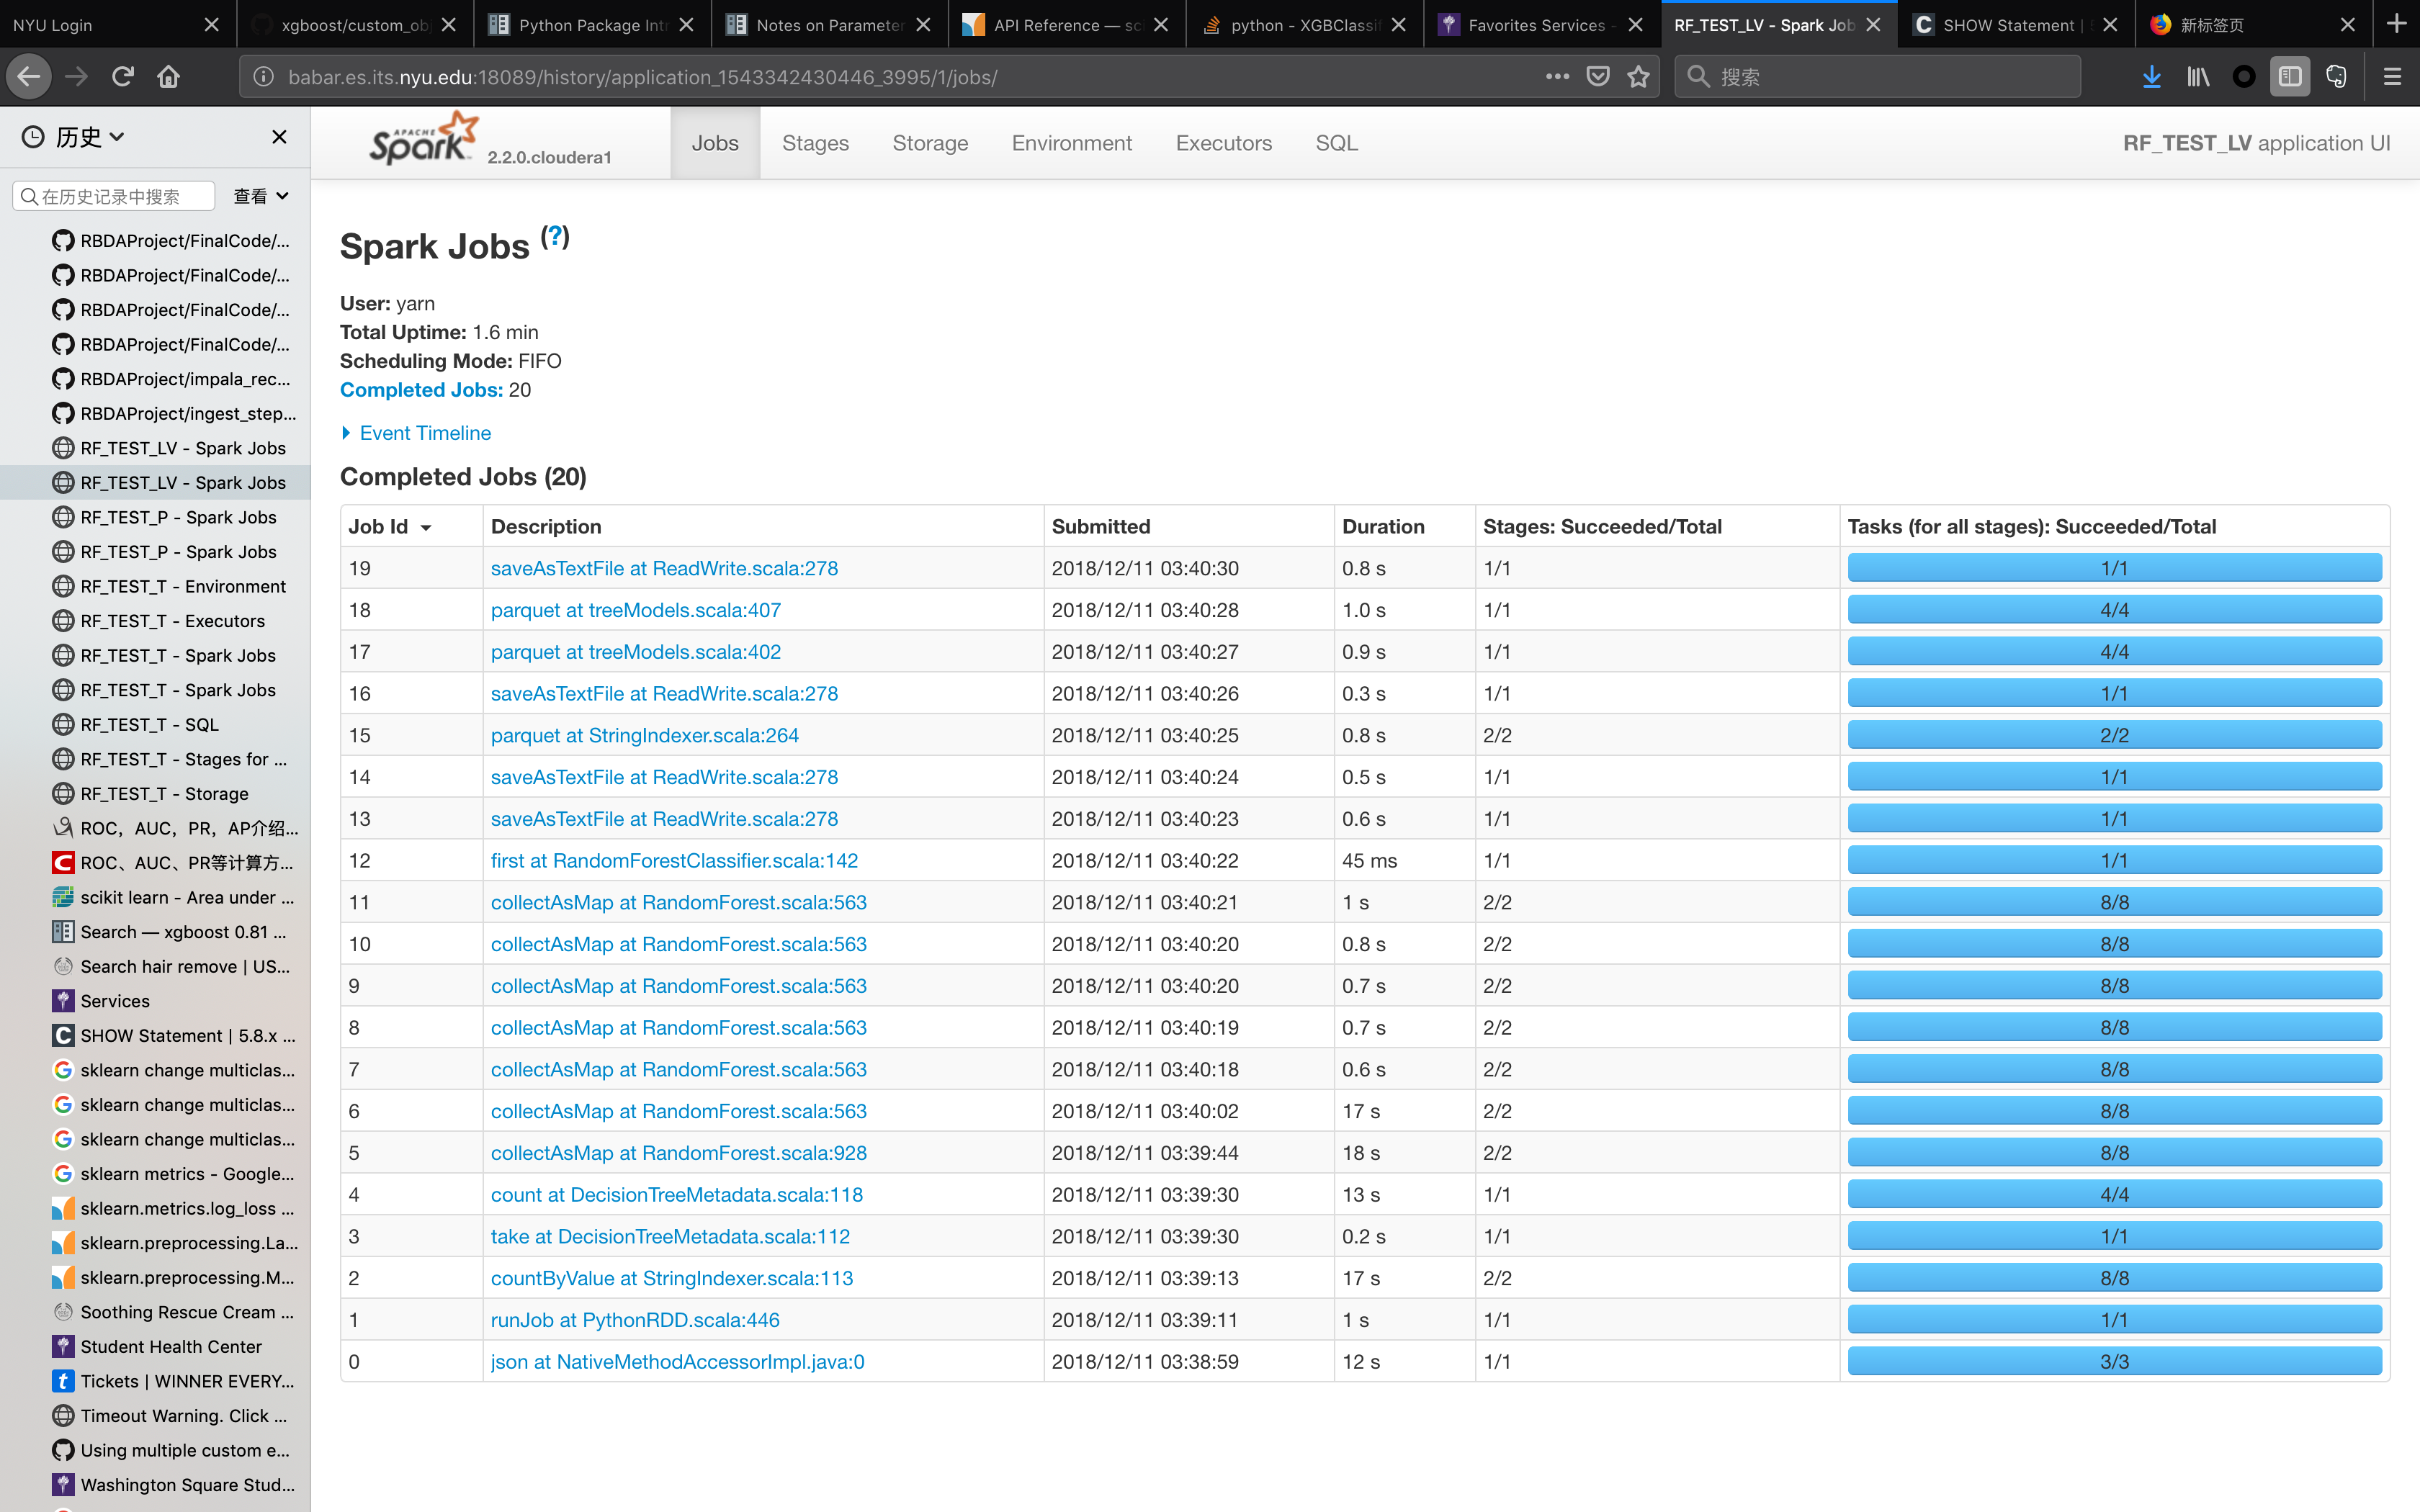 NYU Login
xgboost/custom_ob
Python Package Intr
Notes on Parameter
API Reference — sc
python - XGBClassif
Favorites Services -
RF_TEST_LV - Spark Job
SHOW Statement |
新标签页
babar.es.its.nyu.edu:18089/history/application_1543342430446_3995/1/jobs/
搜索
历史
在历史记录中搜索
查看
RBDAProject/FinalCode/...
RBDAProject/FinalCode/...
RBDAProject/FinalCode/...
RBDAProject/FinalCode/...
RBDAProject/impala_rec...
RBDAProject/ingest_step...
RF_TEST_LV - Spark Jobs
RF_TEST_LV - Spark Jobs
RF_TEST_P - Spark Jobs
RF_TEST_P - Spark Jobs
RF_TEST_T - Environment
RF_TEST_T - Executors
RF_TEST_T - Spark Jobs
RF_TEST_T - Spark Jobs
RF_TEST_T - SQL
RF_TEST_T - Stages for ...
RF_TEST_T - Storage
ROC，AUC，PR，AP介绍...
ROC、AUC、PR等计算方...
scikit learn - Area under ...
Search — xgboost 0.81 ...
Search hair remove | US...
Services
SHOW Statement | 5.8.x ...
sklearn change multiclas...
sklearn change multiclas...
sklearn change multiclas...
sklearn metrics - Google...
sklearn.metrics.log_loss ...
sklearn.preprocessing.La...
sklearn.preprocessing.M...
Soothing Rescue Cream ...
Student Health Center
Tickets | WINNER EVERY...
Timeout Warning. Click ...
Using multiple custom e...
Washington Square Stud...
APACHE Spark 2.2.0.cloudera1
Jobs Stages Storage Environment Executors SQL
RF_TEST_LV application UI
Spark Jobs (?)
User: yarn
Total Uptime: 1.6 min
Scheduling Mode: FIFO
Completed Jobs: 20
Event Timeline
Completed Jobs (20)
Job Id Description Submitted Duration Stages: Succeeded/Total Tasks (for all stages): Succeeded/Total
19 saveAsTextFile at ReadWrite.scala:278 2018/12/11 03:40:30 0.8 s 1/1 1/1
18 parquet at treeModels.scala:407 2018/12/11 03:40:28 1.0 s 1/1 4/4
17 parquet at treeModels.scala:402 2018/12/11 03:40:27 0.9 s 1/1 4/4
16 saveAsTextFile at ReadWrite.scala:278 2018/12/11 03:40:26 0.3 s 1/1 1/1
15 parquet at StringIndexer.scala:264 2018/12/11 03:40:25 0.8 s 2/2 2/2
14 saveAsTextFile at ReadWrite.scala:278 2018/12/11 03:40:24 0.5 s 1/1 1/1
13 saveAsTextFile at ReadWrite.scala:278 2018/12/11 03:40:23 0.6 s 1/1 1/1
12 first at RandomForestClassifier.scala:142 2018/12/11 03:40:22 45 ms 1/1 1/1
11 collectAsMap at RandomForest.scala:563 2018/12/11 03:40:21 1 s 2/2 8/8
10 collectAsMap at RandomForest.scala:563 2018/12/11 03:40:20 0.8 s 2/2 8/8
9 collectAsMap at RandomForest.scala:563 2018/12/11 03:40:20 0.7 s 2/2 8/8
8 collectAsMap at RandomForest.scala:563 2018/12/11 03:40:19 0.7 s 2/2 8/8
7 collectAsMap at RandomForest.scala:563 2018/12/11 03:40:18 0.6 s 2/2 8/8
6 collectAsMap at RandomForest.scala:563 2018/12/11 03:40:02 17 s 2/2 8/8
5 collectAsMap at RandomForest.scala:928 2018/12/11 03:39:44 18 s 2/2 8/8
4 count at DecisionTreeMetadata.scala:118 2018/12/11 03:39:30 13 s 1/1 4/4
3 take at DecisionTreeMetadata.scala:112 2018/12/11 03:39:30 0.2 s 1/1 1/1
2 countByValue at StringIndexer.scala:113 2018/12/11 03:39:13 17 s 2/2 8/8
1 runJob at PythonRDD.scala:446 2018/12/11 03:39:11 1 s 1/1 1/1
0 json at NativeMethodAccessorImpl.java:0 2018/12/11 03:38:59 12 s 1/1 3/3